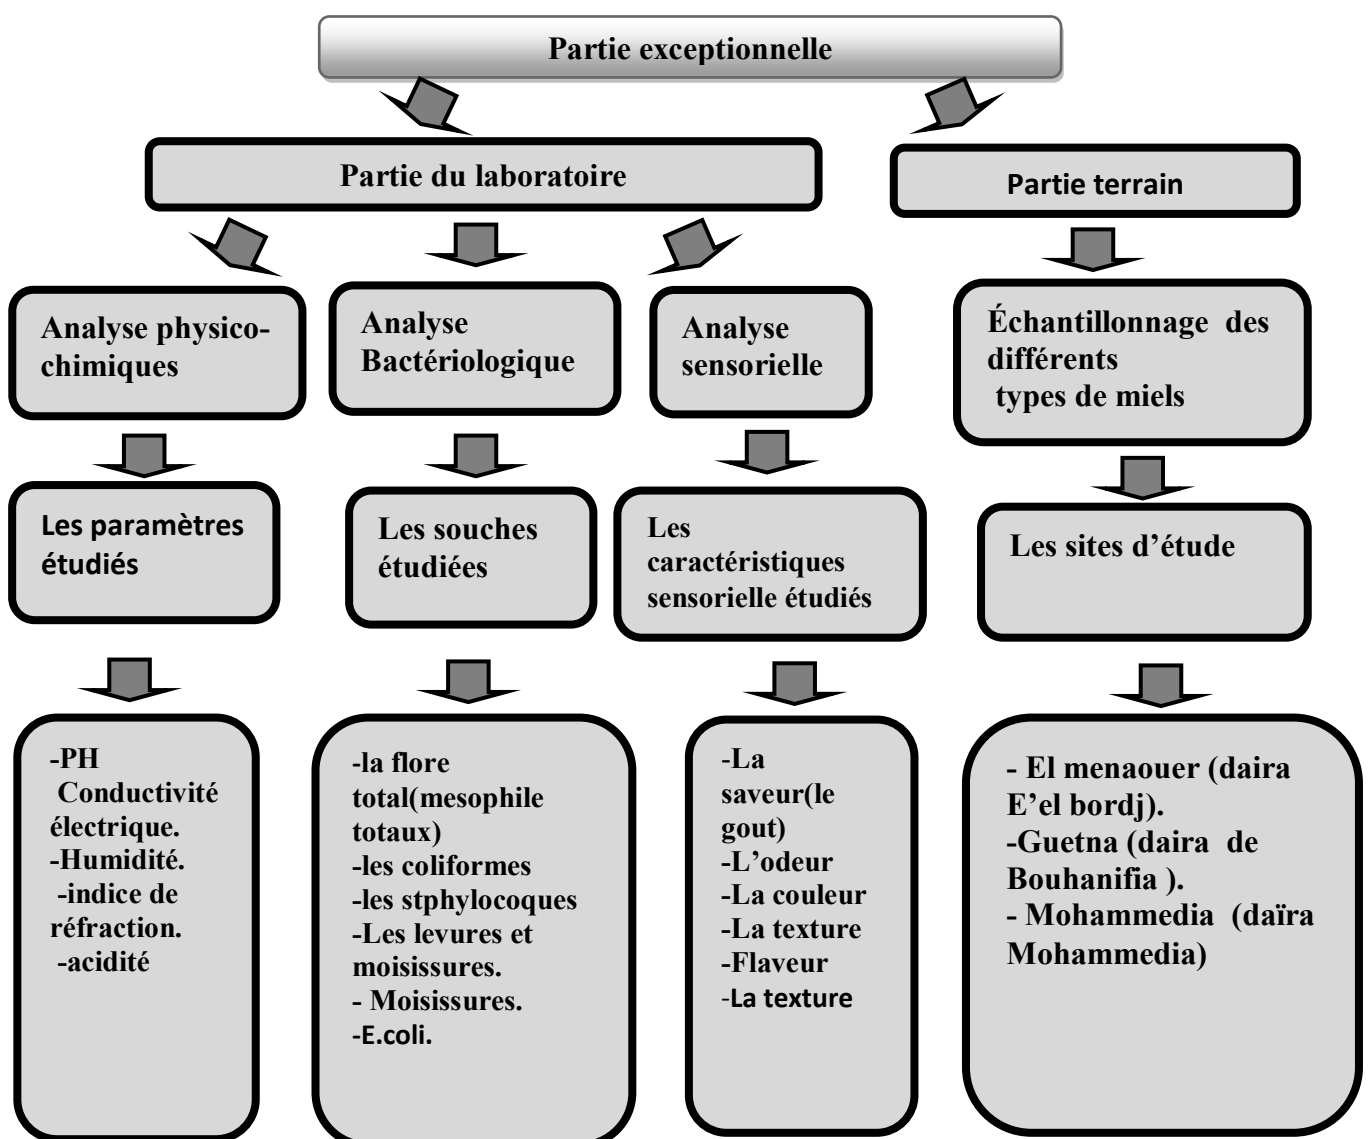 Partie exceptionnelle
Partie du laboratoire
Partie terrain
Analyse physico-
chimiques
Analyse
Bactériologique
Analyse
sensorielle
Échantillonnage des
différents
types de miels
Les paramètres
étudiés
Les souches
étudiées
Les
caractéristiques
sensorielle étudiés
Les sites d’étude
-PH
Conductivité
électrique.
-Humidité.
-indice de
réfraction.
-acidité
-la flore
total(mesophile
totaux)
-les coliformes
-les stphylocoques
-Les levures et
moisissures.
- Moisissures.
-E.coli.
-La
saveur(le
gout)
-L’odeur
-La couleur
-La texture
-Flaveur
-La texture
- El menaouer (daira
E’el bordj).
-Guetna (daira de
Bouhanifia ).
- Mohammedia (daïra
Mohammedia)